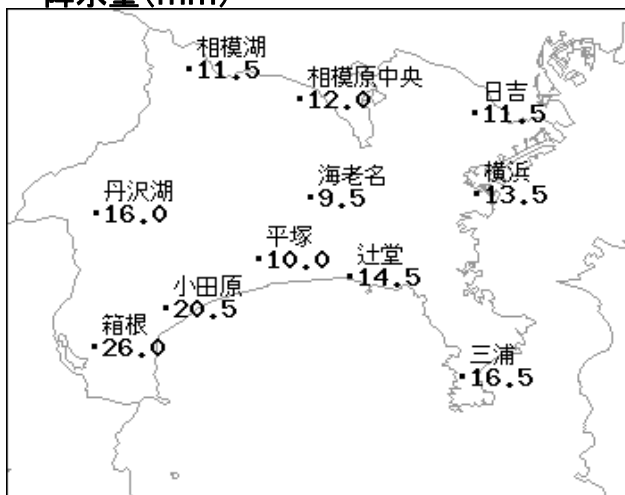 降水量(mm)
相模湖
11.5
相模原中央
12.0
日吉
11.5
海老名
9.5
横浜
13.5
丹沢湖
16.0
平塚
10.0
辻堂
14.5
小田原
20.5
箱根
26.0
三浦
16.5